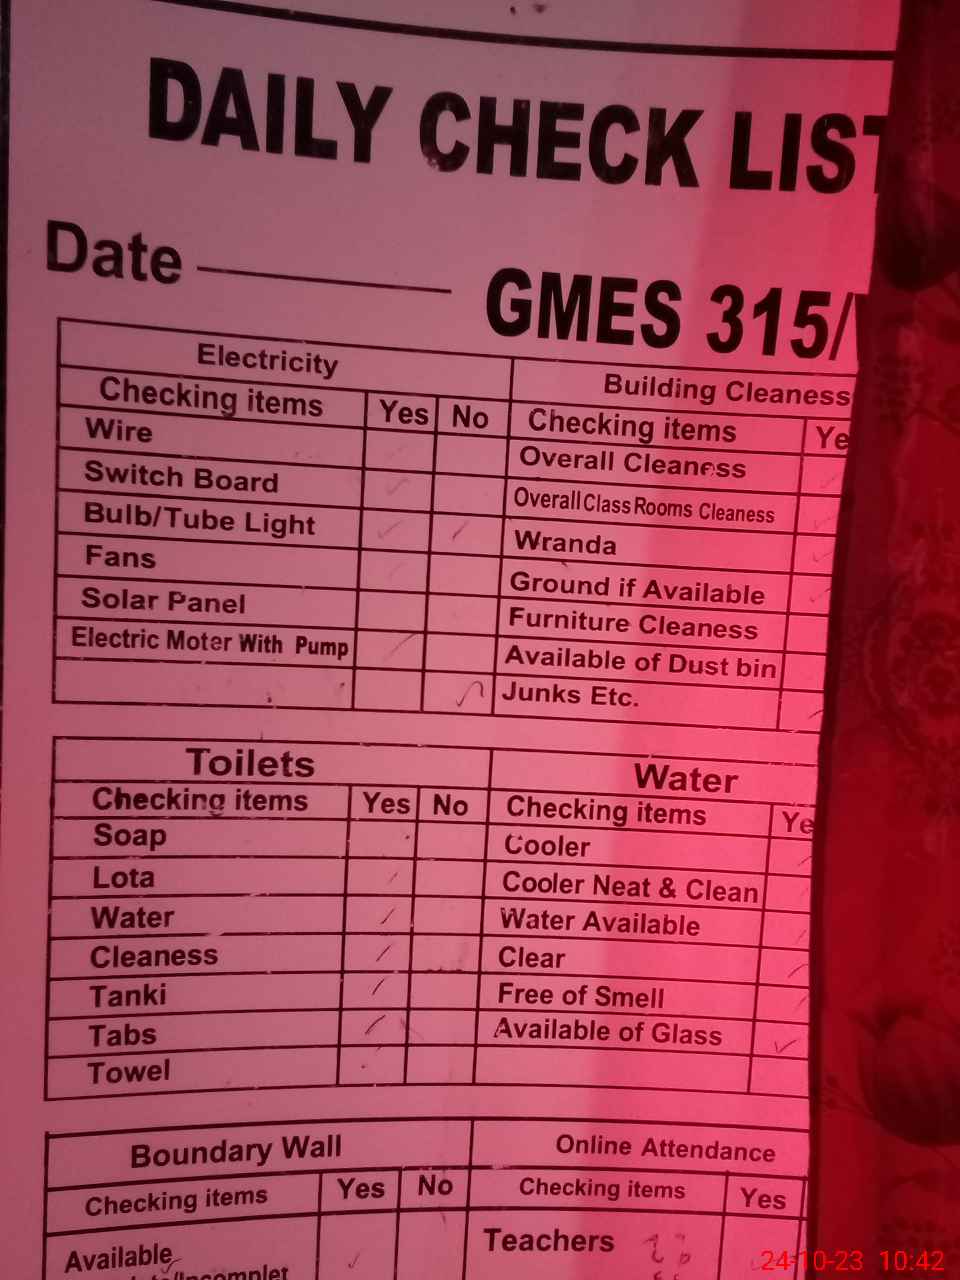 DAILY CHECK LIST
Date
GMES 315/
Electricity
Checking items Yes No
Wire
Switch Board
Bulb/Tube Light
Fans
Solar Panel
Electric Moter With Pump
Building Cleaness
Checking items Ye
Overall Cleaness
Overall Class Rooms Cleaness
Wranda
Ground if Available
Furniture Cleaness
Available of Dust bin
Junks Etc.
Toilets
Checking items Yes No
Soap
Lota
Water
Cleaness
Tanki
Tabs
Towel
Water
Checking items Ye
Cooler
Cooler Neat & Clean
Water Available
Clear
Free of Smell
Available of Glass
Boundary Wall
Checking items Yes No
Available
Online Attendance
Checking items Yes
Teachers
24-10-23 10:42